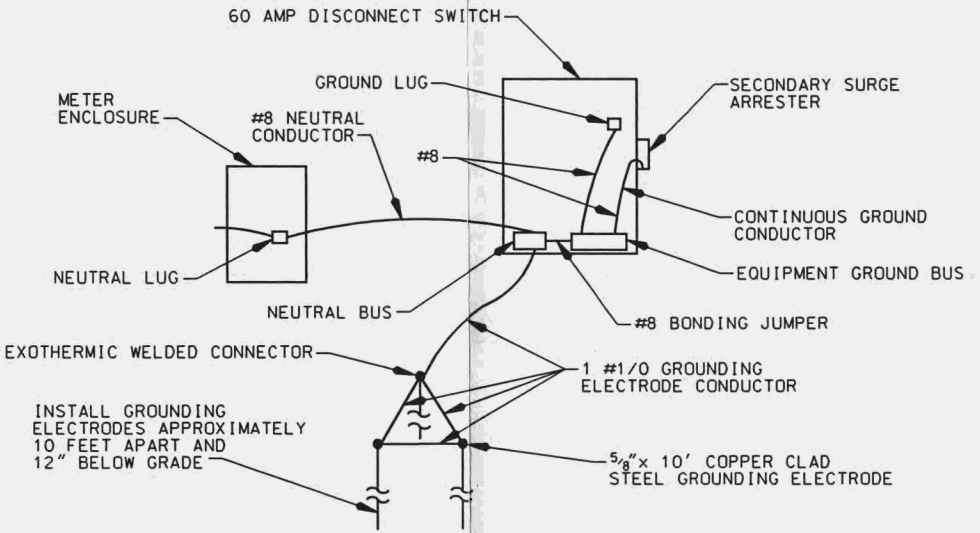 60 AMP DISCONNECT SWITCH
GROUND LUG
SECONDARY SURGE
ARRESTER
METER
ENCLOSURE
#8 NEUTRAL
CONDUCTOR
#8
CONTINUOUS GROUND
CONDUCTOR
NEUTRAL LUG
EQUIPMENT GROUND BUS
NEUTRAL BUS
#8 BONDING JUMPER
EXOTHERMIC WELDED CONNECTOR
1 #1/0 GROUNDING
ELECTRODE CONDUCTOR
INSTALL GROUNDING
ELECTRODES APPROXIMATELY
10 FEET APART AND
12" BELOW GRADE
5/8"x 10' COPPER CLAD
STEEL GROUNDING ELECTRODE